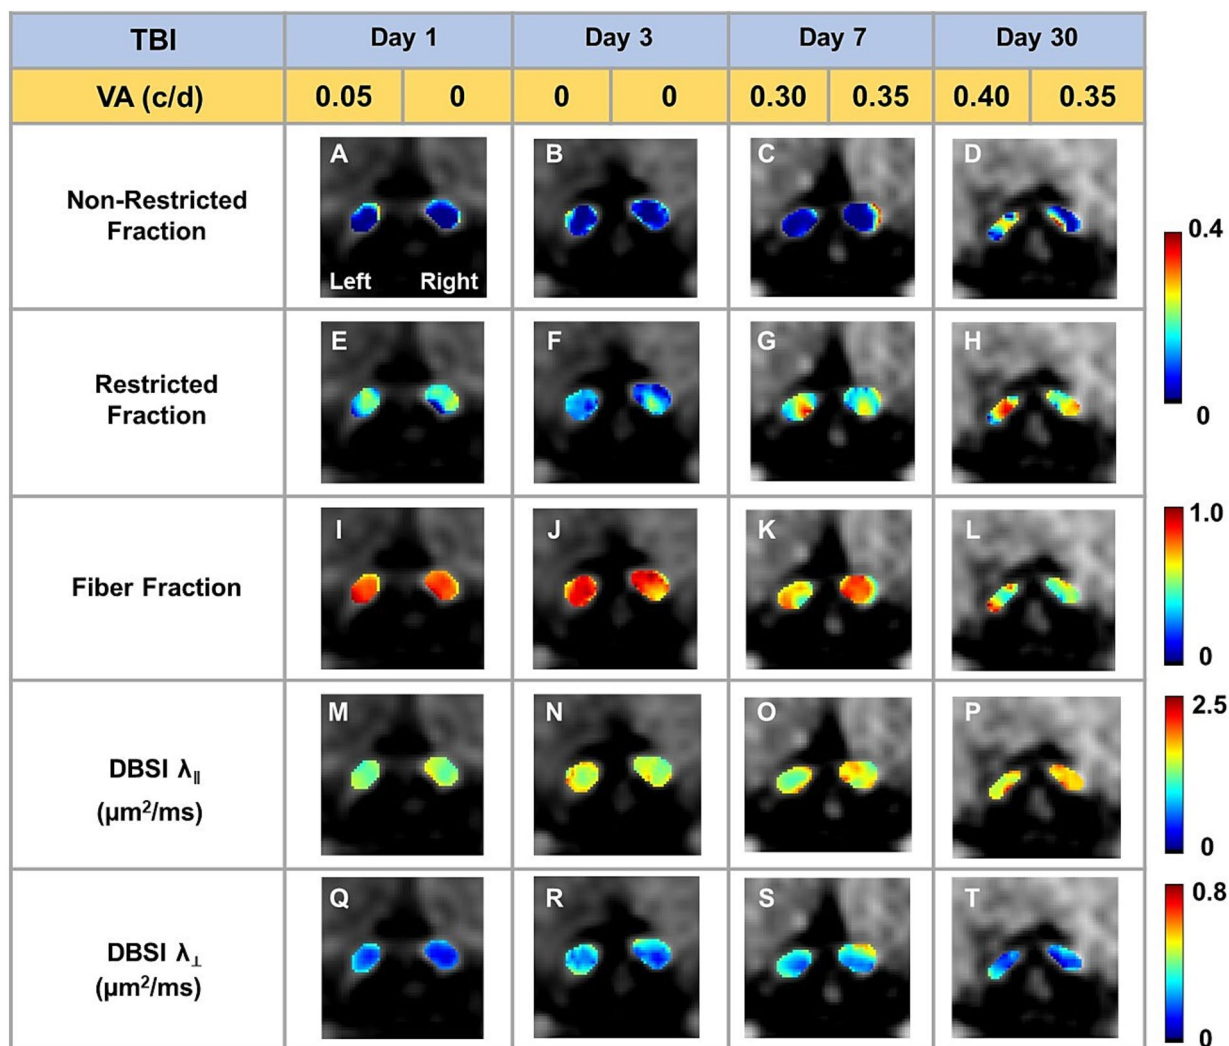 TBI Day 1 Day 3 Day 7 Day 30
VA (c/d) 0.05 0 0 0 0.30 0.35 0.40 0.35
A B C D
Non-Restricted
Fraction
Left Right
0.4
0
E F G H
Restricted
Fraction
I J K L
Fiber Fraction
1.0
0
M N O P
DBSI λ∥
(µm²/ms)
2.5
0
Q R S T
DBSI λ⊥
(µm²/ms)
0.8
0